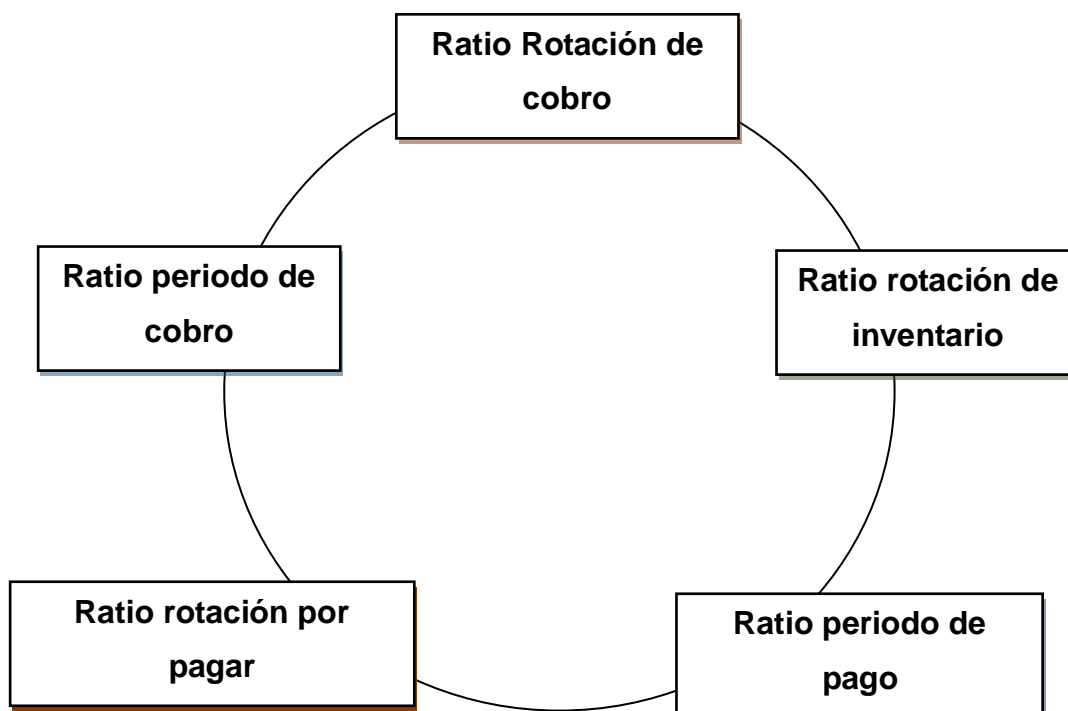 Ratio Rotación de
cobro
Ratio periodo de
cobro
Ratio rotación de
inventario
Ratio rotación por
pagar
Ratio periodo de
pago